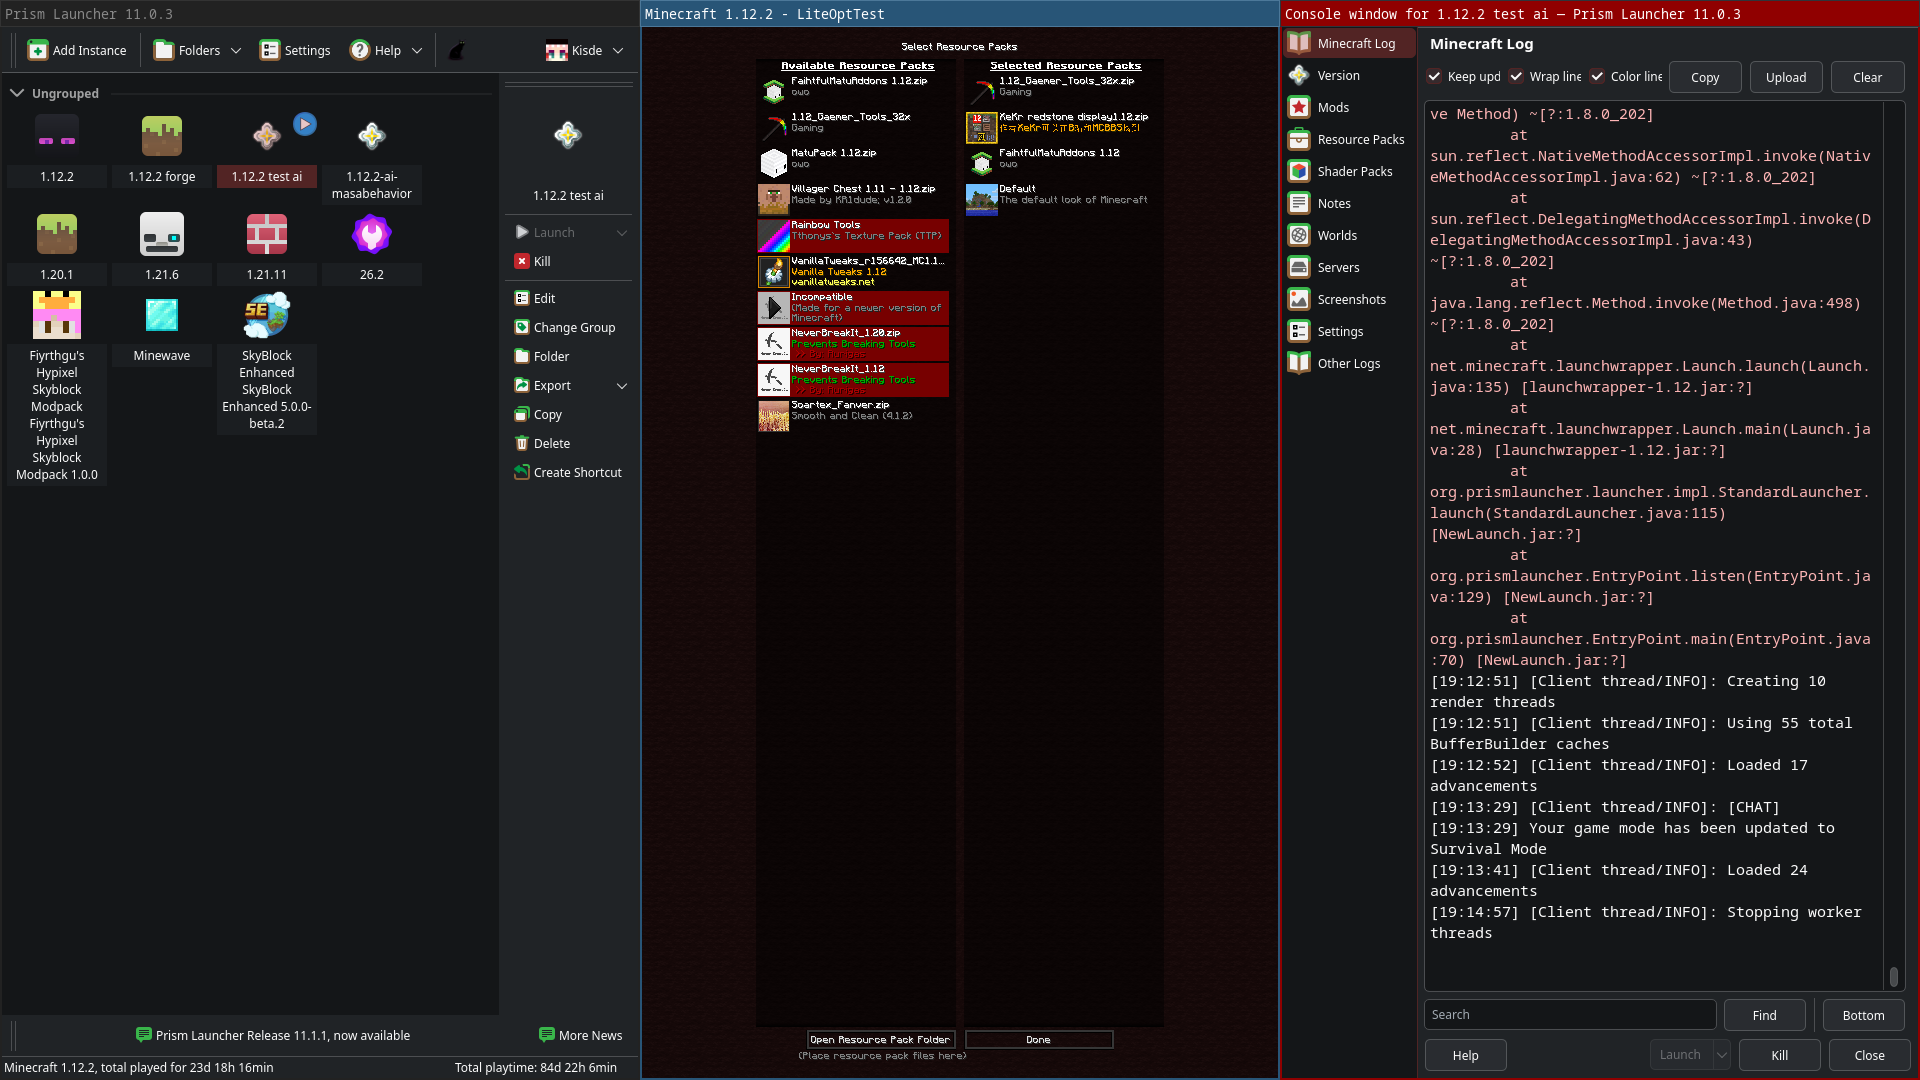 Prism Launcher 11.0.3
Add Instance
Folders
Settings
Help
Kisde
Ungrouped
1.12.2
1.12.2 forge
1.12.2 test ai
1.12.2-ai-
masabehavior
1.20.1
1.21.6
1.21.11
26.2
Fiyrthgu's
Hypixel
Skyblock
Modpack
Fiyrthgu's
Hypixel
Skyblock
Modpack 1.0.0
Minewave
SkyBlock
Enhanced
SkyBlock
Enhanced 5.0.0-
beta.2
1.12.2 test ai
Launch
Kill
Edit
Change Group
Folder
Export
Copy
Delete
Create Shortcut
Prism Launcher Release 11.1.1, now available
More News
Minecraft 1.12.2, total played for 23d 18h 16min
Total playtime: 84d 22h 6min
Minecraft 1.12.2 - LiteOptTest
Select Resource Packs
Available Resource Packs
FaihtfulMatuAddons 1.12.zip
owo
1.12_Gaemer_Tools_32x
Gaming
MatuPack 1.12.zip
owo
Villager Chest 1.11 - 1.12.zip
Made by KR1dude; v1.2.0
Rainbow Tools
Tthonys's Texture Pack (TTP)
VanillaTweaks_r156642_MC1.1...
Vanilla Tweaks 1.12
vanillatweaks.net
Incompatible
(Made for a newer version of
Minecraft)
NeverBreakIt_1.20.zip
Prevents Breaking Tools
NeverBreakIt_1.12
Prevents Breaking Tools
Soartex_Fanver.zip
Smooth and Clean (4.1.2)
Selected Resource Packs
1.12_Gaemer_Tools_32x.zip
Gaming
KeKr redstone display1.12.zip
FaihtfulMatuAddons 1.12
owo
Default
The default look of Minecraft
Open Resource Pack Folder
Done
(Place resource pack files here)
Console window for 1.12.2 test ai — Prism Launcher 11.0.3
Minecraft Log
Version
Mods
Resource Packs
Shader Packs
Notes
Worlds
Servers
Screenshots
Settings
Other Logs
Minecraft Log
Keep upd
Wrap line
Color line
Copy
Upload
Clear
ve Method) ~[?:1.8.0_202]
at
sun.reflect.NativeMethodAccessorImpl.invoke(Nativ
eMethodAccessorImpl.java:62) ~[?:1.8.0_202]
at
sun.reflect.DelegatingMethodAccessorImpl.invoke(D
elegatingMethodAccessorImpl.java:43)
~[?:1.8.0_202]
at
java.lang.reflect.Method.invoke(Method.java:498)
~[?:1.8.0_202]
at
net.minecraft.launchwrapper.Launch.launch(Launch.
java:135) [launchwrapper-1.12.jar:?]
at
net.minecraft.launchwrapper.Launch.main(Launch.ja
va:28) [launchwrapper-1.12.jar:?]
at
org.prismlauncher.launcher.impl.StandardLauncher.
launch(StandardLauncher.java:115)
[NewLaunch.jar:?]
at
org.prismlauncher.EntryPoint.listen(EntryPoint.ja
va:129) [NewLaunch.jar:?]
at
org.prismlauncher.EntryPoint.main(EntryPoint.java
:70) [NewLaunch.jar:?]
[19:12:51] [Client thread/INFO]: Creating 10
render threads
[19:12:51] [Client thread/INFO]: Using 55 total
BufferBuilder caches
[19:12:52] [Client thread/INFO]: Loaded 17
advancements
[19:13:29] [Client thread/INFO]: [CHAT]
[19:13:29] Your game mode has been updated to
Survival Mode
[19:13:41] [Client thread/INFO]: Loaded 24
advancements
[19:14:57] [Client thread/INFO]: Stopping worker
threads
Search
Find
Bottom
Help
Launch
Kill
Close